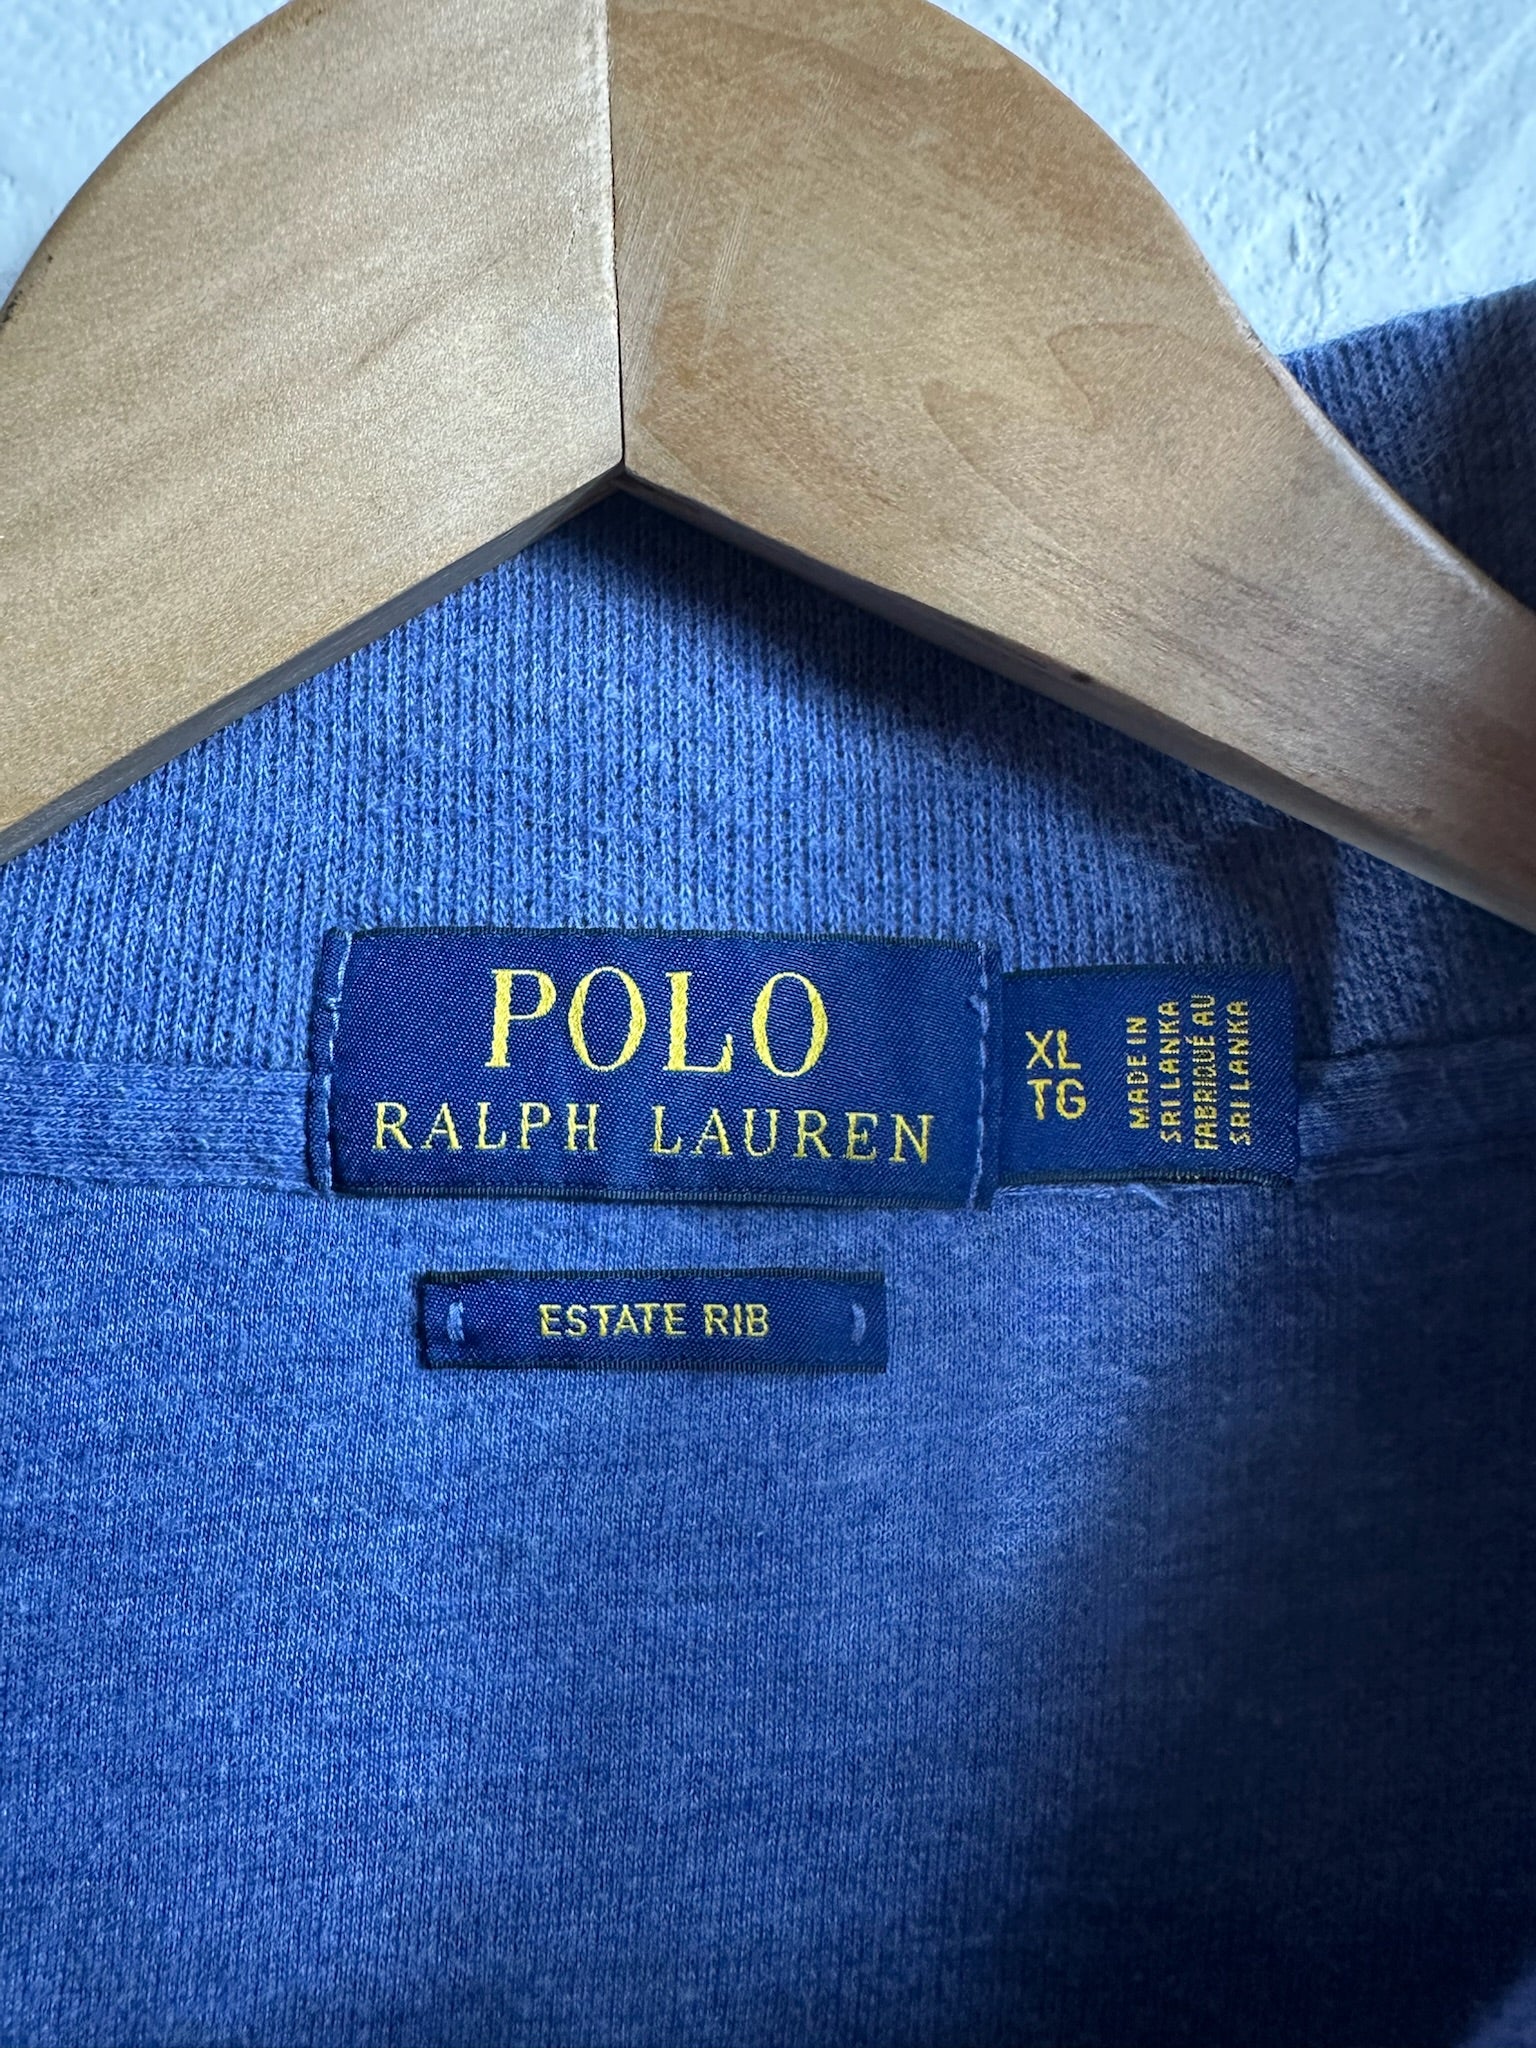 POLO
RALPH LAUREN
XL
TG
MADE IN
SRI LANKA
FABRIQUÉ AU
SRI LANKA
ESTATE RIB